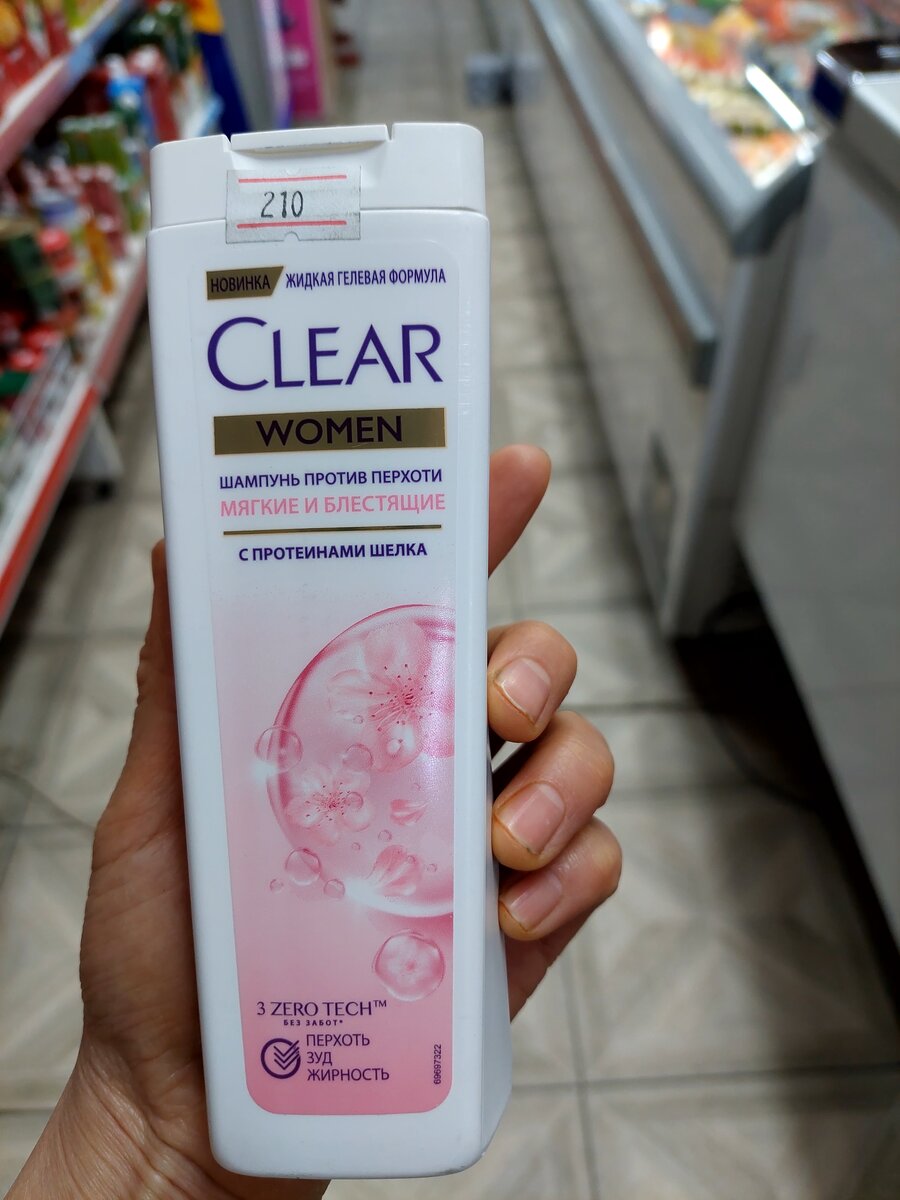 210
НОВИНКА ЖИДКАЯ ГЕЛЕВАЯ ФОРМУЛА
CLEAR
WOMEN
ШАМПУНЬ ПРОТИВ ПЕРХОТИ
МЯГКИЕ И БЛЕСТЯЩИЕ
С ПРОТЕИНАМИ ШЕЛКА
3 ZERO TECH™
БЕЗ ЗАБОТ*
ПЕРХОТЬ
ЗУД
ЖИРНОСТЬ
69697322